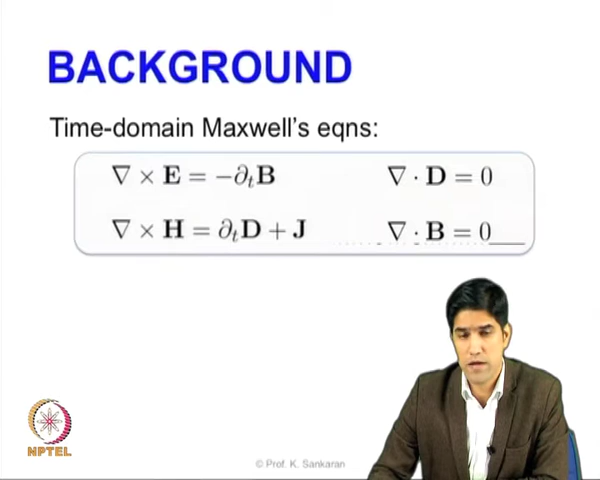 BACKGROUND
Time-domain Maxwell's eqns:
∇ × E = −∂ₜB ∇ · D = 0
∇ × H = ∂ₜD + J ∇ · B = 0
NPTEL
© Prof. K. Sankaran